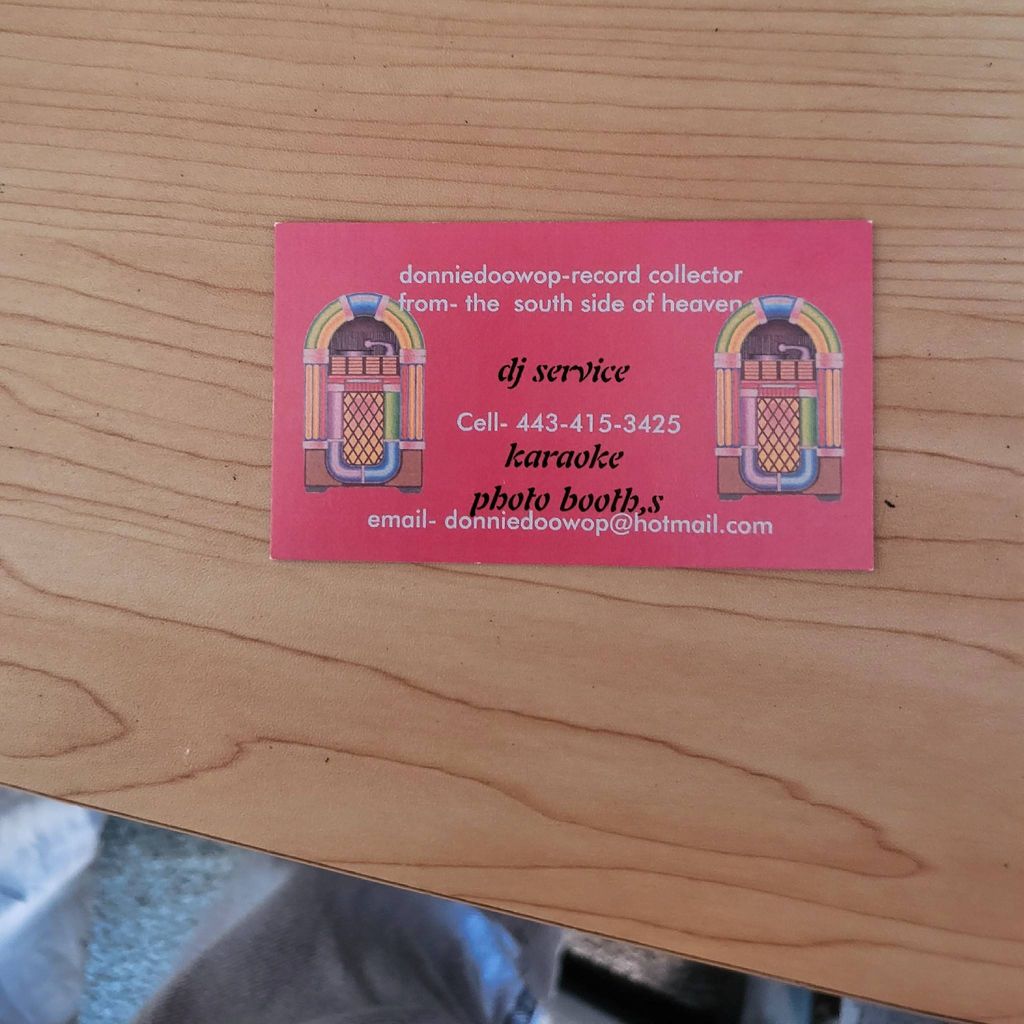 donniedoowop-record collector
from- the south side of heaven
dj service
Cell- 443-415-3425
karaoke
photo booth,s
email- donniedoowop@hotmail.com